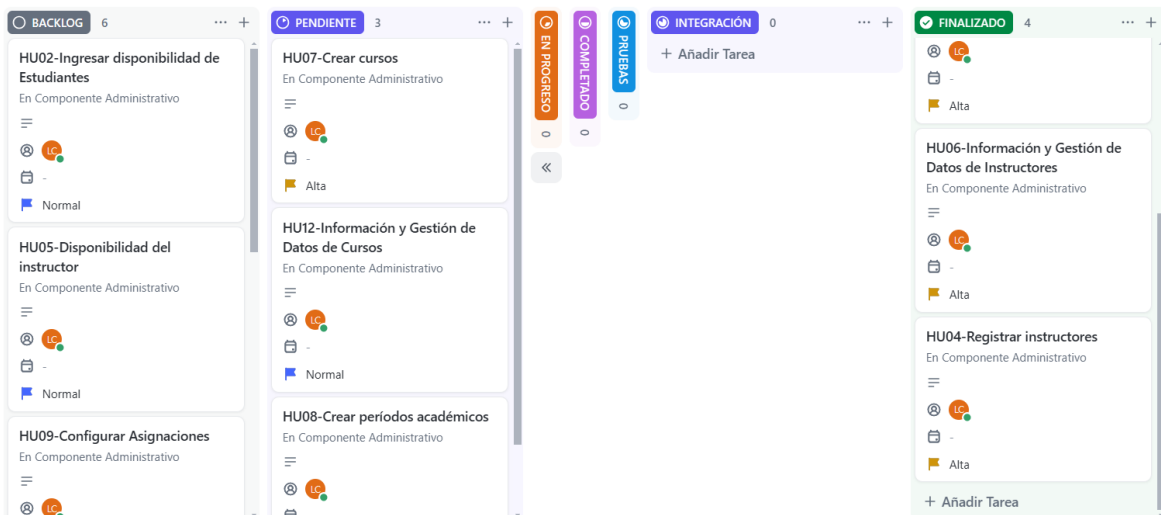 BACKLOG 6
HU02-Ingresar disponibilidad de
Estudiantes
En Componente Administrativo
LC
-
Normal
HU05-Disponibilidad del
instructor
En Componente Administrativo
LC
-
Normal
HU09-Configurar Asignaciones
En Componente Administrativo
LC
PENDIENTE 3
HU07-Crear cursos
En Componente Administrativo
LC
-
Alta
HU12-Información y Gestión de
Datos de Cursos
En Componente Administrativo
LC
-
Normal
HU08-Crear períodos académicos
En Componente Administrativo
LC
EN PROGRESO 0
COMPLETADO 0
PRUEBAS 0
INTEGRACIÓN 0
+ Añadir Tarea
FINALIZADO 4
LC
-
Alta
HU06-Información y Gestión de
Datos de Instructores
En Componente Administrativo
LC
-
Alta
HU04-Registrar instructores
En Componente Administrativo
LC
-
Alta
+ Añadir Tarea